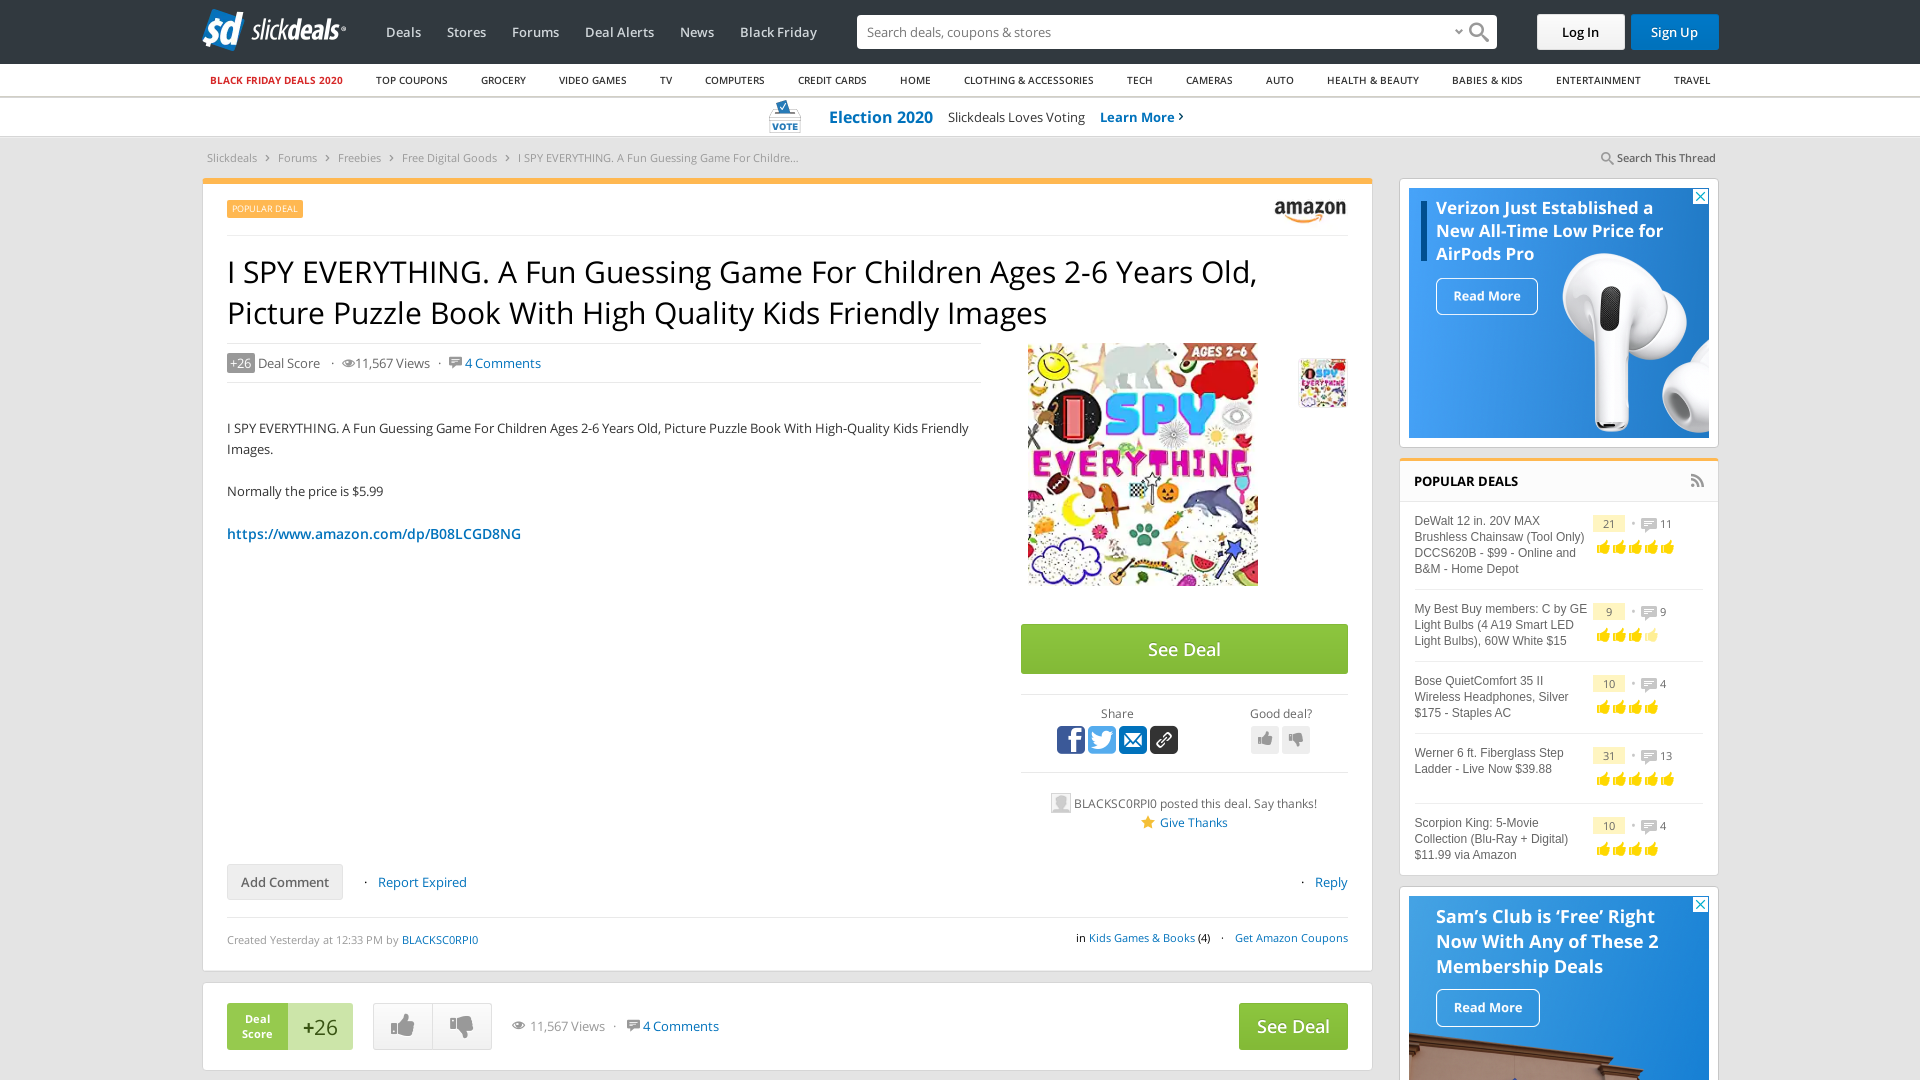 slickdeals
Deals Stores Forums Deal Alerts News Black Friday
Search deals, coupons & shops
Log In
Sign Up
BLACK FRIDAY DEALS 2020 TOP COUPONS GROCERY VIDEO GAMES TV COMPUTERS CREDIT CARDS HOME CLOTHING & ACCESSORIES TECH CAMERAS AUTO HEALTH & BEAUTY BABIES & KIDS ENTERTAINMENT TRAVEL
VOTE
Election 2020 Slickdeals Loves Voting Learn More
Slickdeals › Forums › Freebies › Free Digital Goods › I SPY EVERYTHING. A Fun Guessing Game For Childre...
Search This Thread
POPULAR DEAL
amazon
I SPY EVERYTHING. A Fun Guessing Game For Children Ages 2-6 Years Old,
Picture Puzzle Book With High Quality Kids Friendly Images
+26 Deal Score · 11,567 Views · 4 Comments
I SPY EVERYTHING. A Fun Guessing Game For Children Ages 2-6 Years Old, Picture Puzzle Book With High-Quality Kids Friendly
Images.
Normally the price is $5.99
https://www.amazon.com/dp/B08LCGD8NG
AGES 2-6
I SPY
EVERYTHING
SPY
EVERYTHING
See Deal
Share
Good deal?
BLACKSC0RPI0 posted this deal. Say thanks!
Give Thanks
Add Comment · Report Expired
· Reply
Created Yesterday at 12:33 PM by BLACKSC0RPI0
in Kids Games & Books (4) · Get Amazon Coupons
Deal
Score
+26
11,567 Views · 4 Comments
See Deal
Verizon Just Established a
New All-Time Low Price for
AirPods Pro
Read More
POPULAR DEALS
DeWalt 12 in. 20V MAX
Brushless Chainsaw (Tool Only)
DCCS620B - $99 - Online and
B&M - Home Depot
21 • 11
My Best Buy members: C by GE
Light Bulbs (4 A19 Smart LED
Light Bulbs), 60W White $15
9 • 9
Bose QuietComfort 35 II
Wireless Headphones, Silver
$175 - Staples AC
10 • 4
Werner 6 ft. Fiberglass Step
Ladder - Live Now $39.88
31 • 13
Scorpion King: 5-Movie
Collection (Blu-Ray + Digital)
$11.99 via Amazon
10 • 4
Sam's Club is 'Free' Right
Now With Any of These 2
Membership Deals
Read More